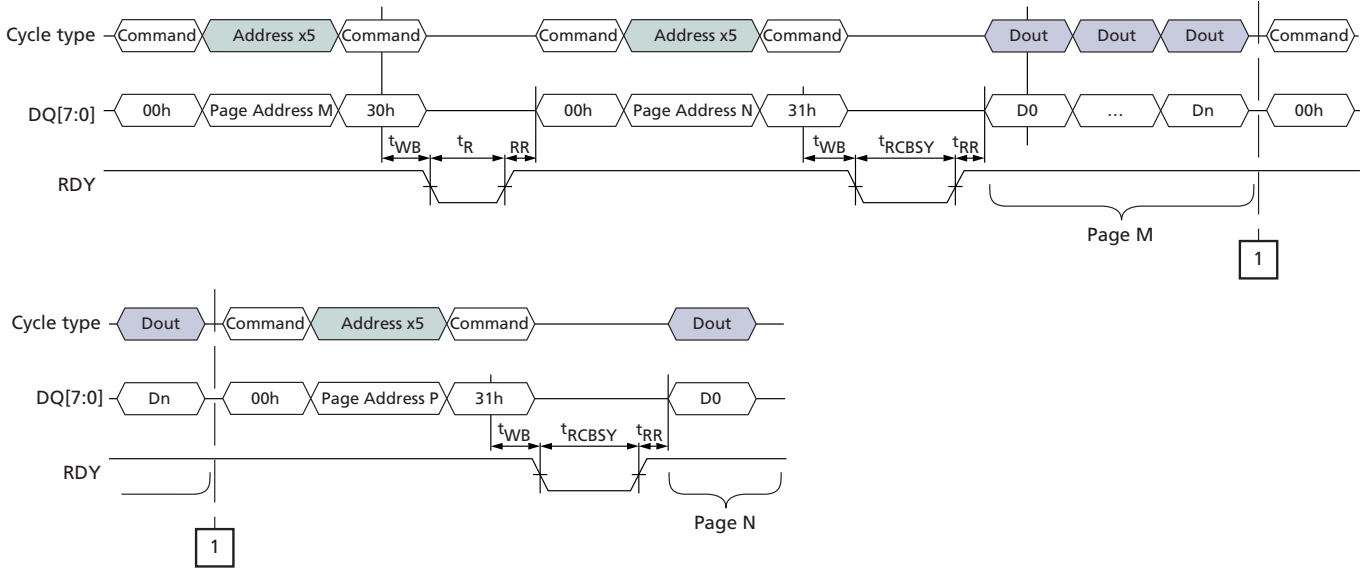 Cycle type Command Address x5 Command Command Address x5 Command Dout Dout Dout Command
DQ[7:0] 00h Page Address M 30h 00h Page Address N 31h D0 ... Dn 00h
tWB tR RR tWB tRCBSY tRR
RDY
Page M
1
Cycle type Dout Command Address x5 Command Dout
DQ[7:0] Dn 00h Page Address P 31h D0
tWB tRCBSY tRR
RDY
Page N
1